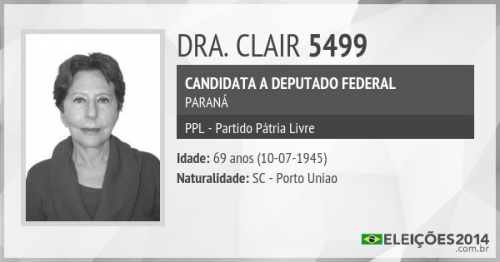 DRA. CLAIR 5499
CANDIDATA A DEPUTADO FEDERAL
PARANÁ
PPL - Partido Pátria Livre
Idade: 69 anos (10-07-1945)
Naturalidade: SC - Porto Uniao
ELEIÇÕES2014
.com.br